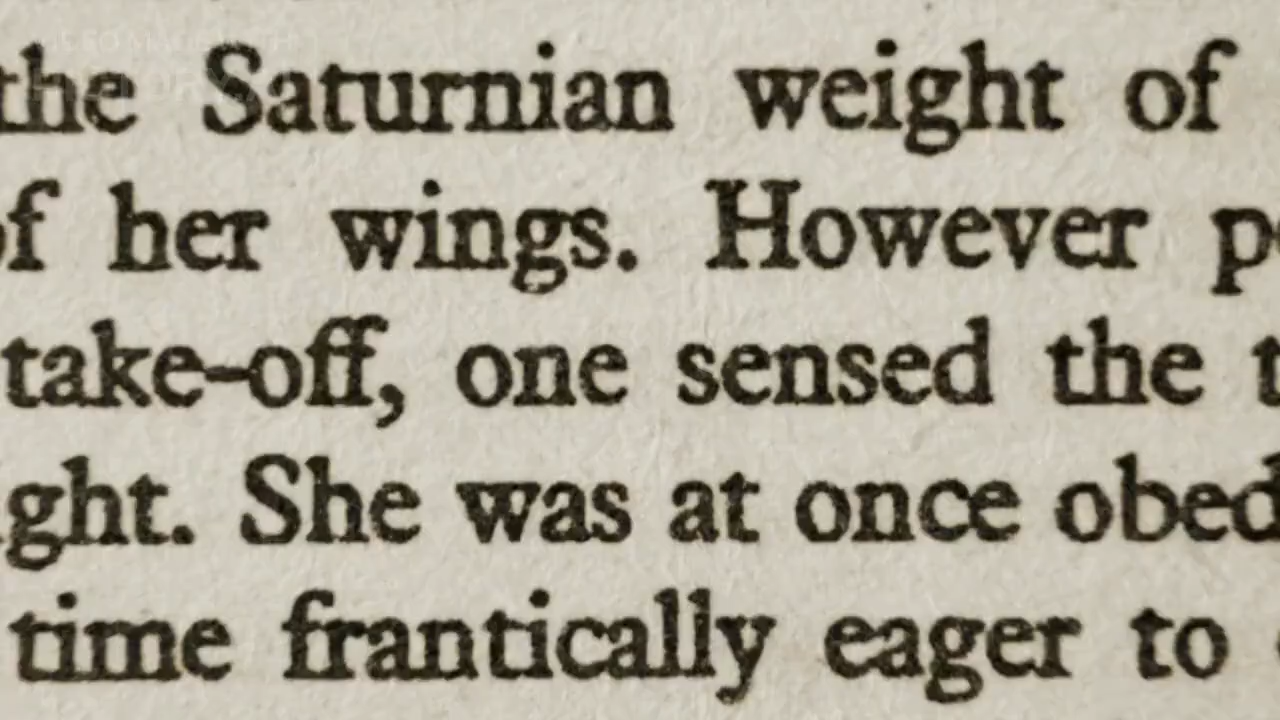 the Saturnian weight of
of her wings. However
take-off, one sensed the
ght. She was at once obed
time frantically eager to